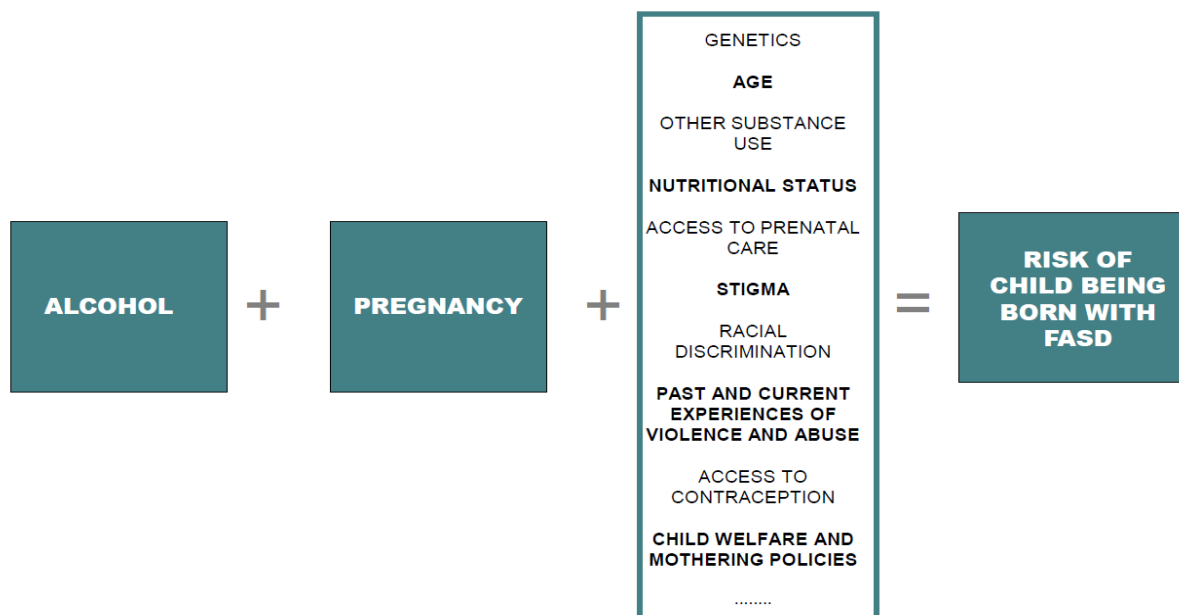 ALCOHOL
+
PREGNANCY
+
GENETICS
AGE
OTHER SUBSTANCE
USE
NUTRITIONAL STATUS
ACCESS TO PRENATAL
CARE
STIGMA
RACIAL
DISCRIMINATION
PAST AND CURRENT
EXPERIENCES OF
VIOLENCE AND ABUSE
ACCESS TO
CONTRACEPTION
CHILD WELFARE AND
MOTHERING POLICIES
........
=
RISK OF
CHILD BEING
BORN WITH
FASD